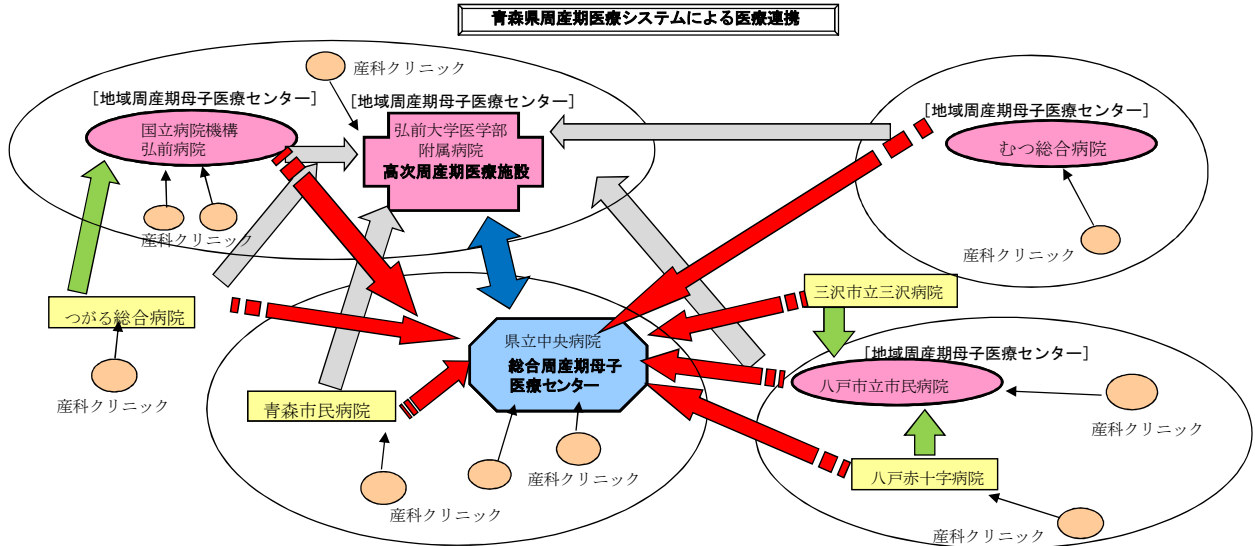 青森県周産期医療システムによる医療連携
産科クリニック
[地域周産期母子医療センター]
国立病院機構
弘前病院
産科クリニック
[地域周産期母子医療センター]
弘前大学医学部
附属病院
高次周産期医療施設
[地域周産期母子医療センター]
むつ総合病院
産科クリニック
つがる総合病院
産科クリニック
県立中央病院
総合周産期母子
医療センター
青森市民病院
産科クリニック
産科クリニック
三沢市立三沢病院
[地域周産期母子医療センター]
八戸市立市民病院
産科クリニック
八戸赤十字病院
産科クリニック